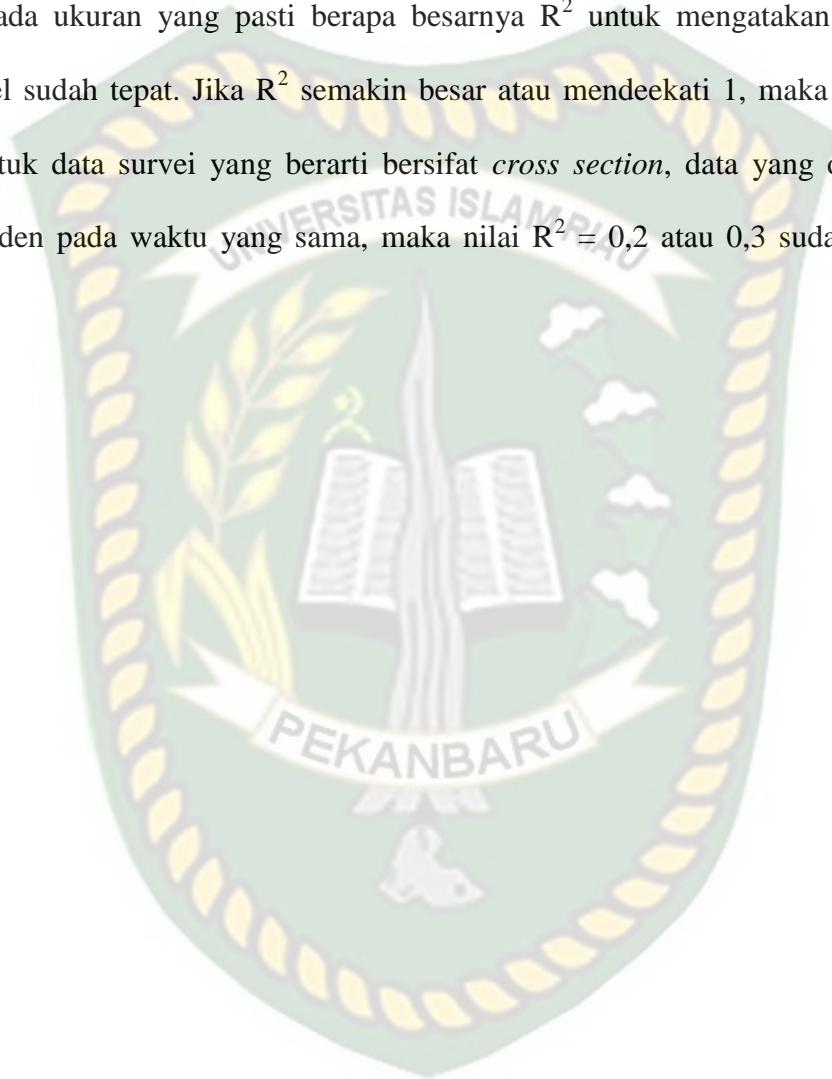 ada ukuran yang pasti berapa besarnya R² untuk mengatakan
el sudah tepat. Jika R² semakin besar atau mendeekati 1, maka
tuk data survei yang berarti bersifat cross section, data yang
den pada waktu yang sama, maka nilai R² = 0,2 atau 0,3 suda
UNIVERSITAS ISLAM RIAU
PEKANBARU